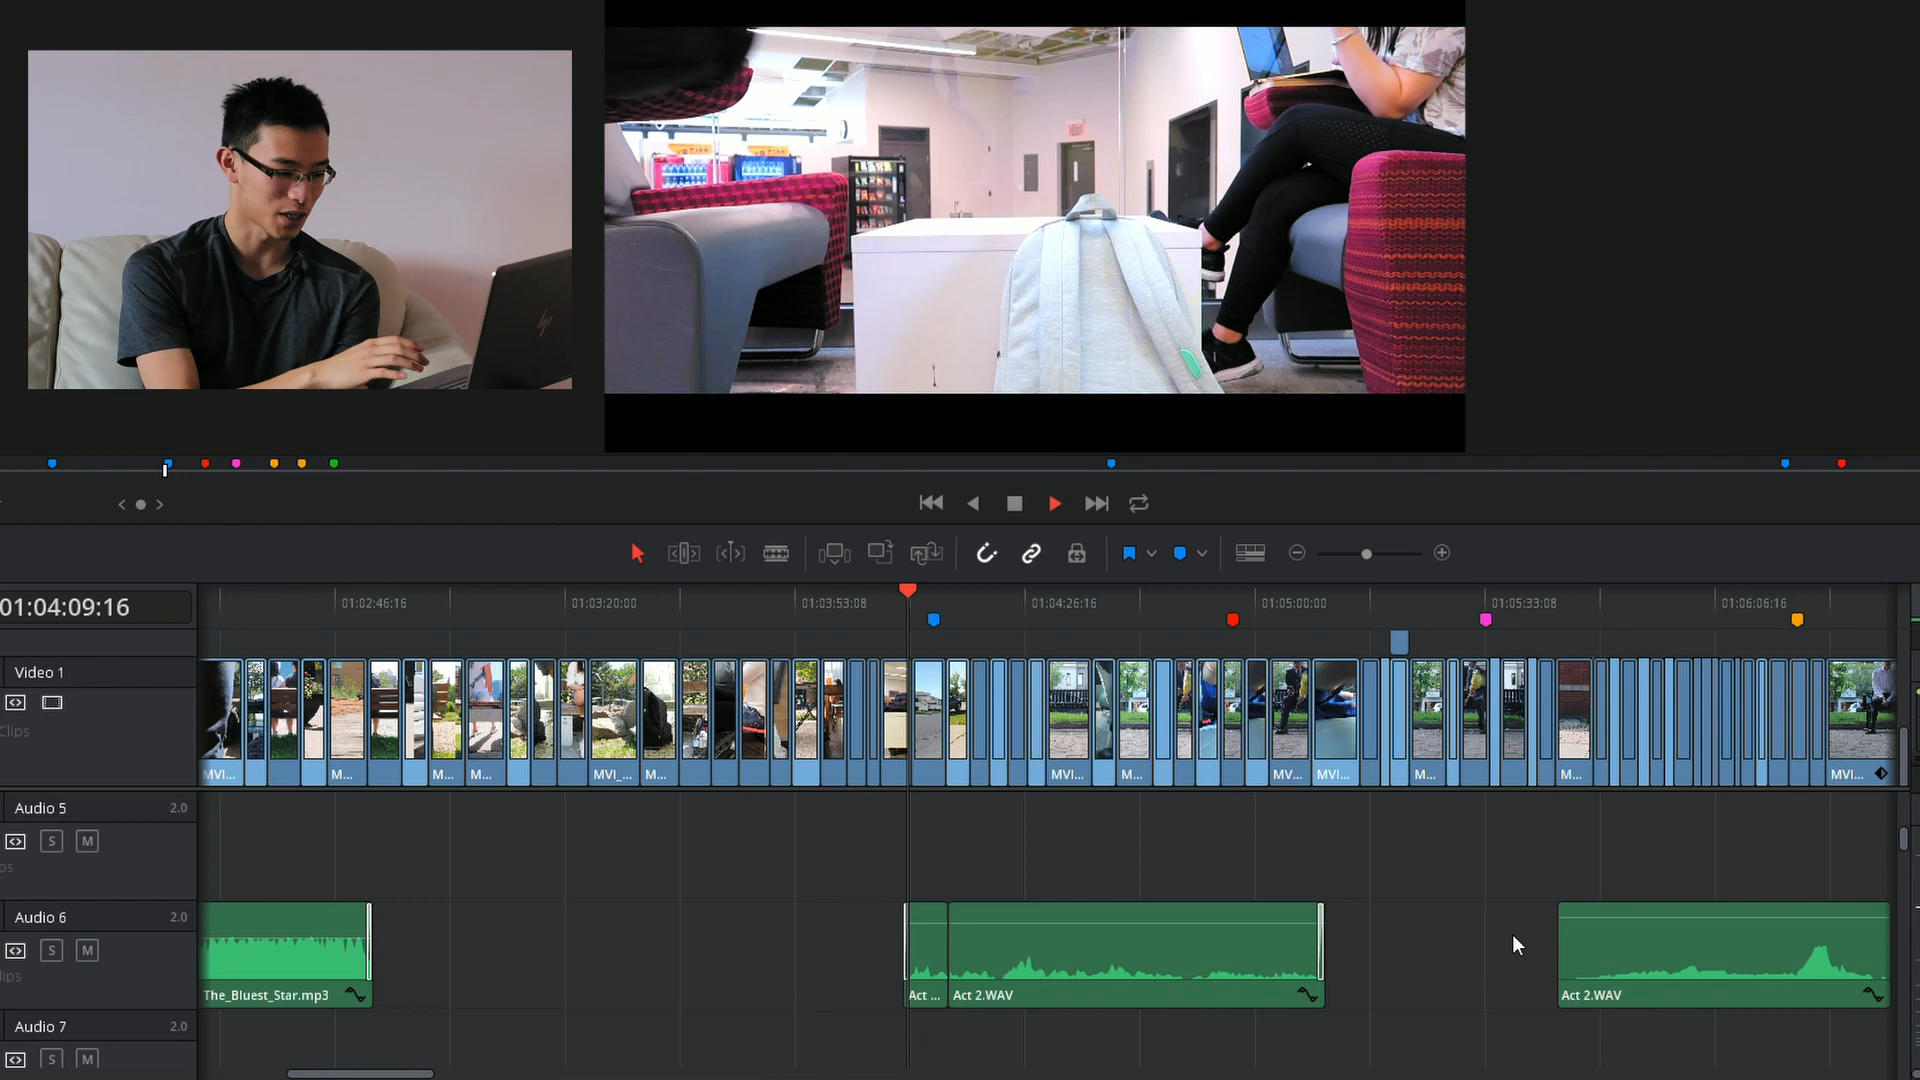 hp
01:04:09:16
01:02:46:16
01:03:20:00
01:03:53:08
01:04:26:16
01:05:00:00
01:05:33:08
01:06:06:16
Video 1
Clips
MVI...
M...
M...
M...
MVI_...
M...
MVI...
M...
MV...
MVI...
M...
M...
MVI...
Audio 5
2.0
S
M
ps
Audio 6
2.0
S
M
lips
The_Bluest_Star.mp3
Act ...
Act 2.WAV
Act 2.WAV
Audio 7
2.0
S
M